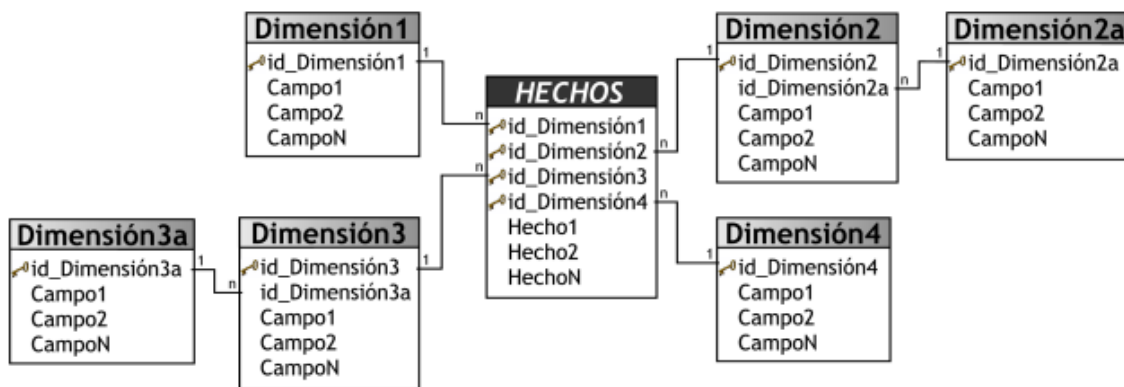 Dimensión1
id_Dimensión1
Campo1
Campo2
CampoN
1
n
HECHOS
id_Dimensión1
id_Dimensión2
id_Dimensión3
id_Dimensión4
Hecho1
Hecho2
HechoN
n
1
Dimensión2
id_Dimensión2
id_Dimensión2a
Campo1
Campo2
CampoN
n
1
Dimensión2a
id_Dimensión2a
Campo1
Campo2
CampoN
Dimensión3a
id_Dimensión3a
Campo1
Campo2
CampoN
1
n
Dimensión3
id_Dimensión3
id_Dimensión3a
Campo1
Campo2
CampoN
1
n
n
1
Dimensión4
id_Dimensión4
Campo1
Campo2
CampoN